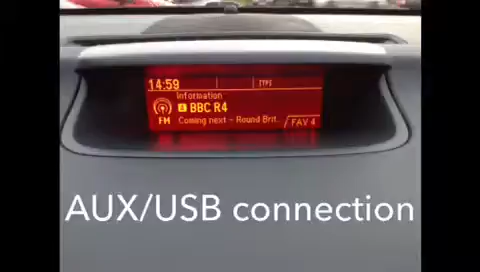 14:59
[TP]
Information
BBC R4
FM
Coming next - Round Brit..
FAV 4
AUX/USB connection